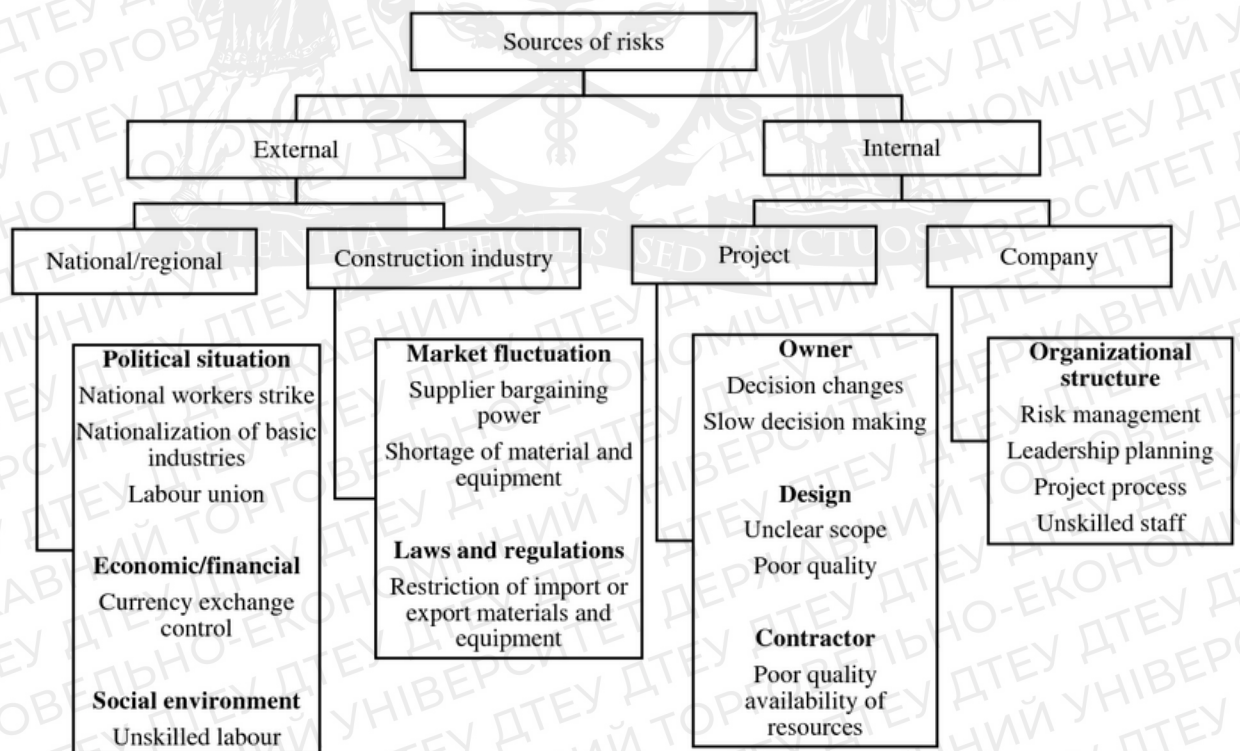 Sources of risks
External
Internal
National/regional
Construction industry
Project
Company
Political situation
National workers strike
Nationalization of basic
industries
Labour union
Economic/financial
Currency exchange
control
Social environment
Unskilled labour
Market fluctuation
Supplier bargaining
power
Shortage of material and
equipment
Laws and regulations
Restriction of import or
export materials and
equipment
Owner
Decision changes
Slow decision making
Design
Unclear scope
Poor quality
Contractor
Poor quality
availability of
resources
Organizational
structure
Risk management
Leadership planning
Project process
Unskilled staff
SCIENTIA DIFFICILIS SED FRUCTUOSA